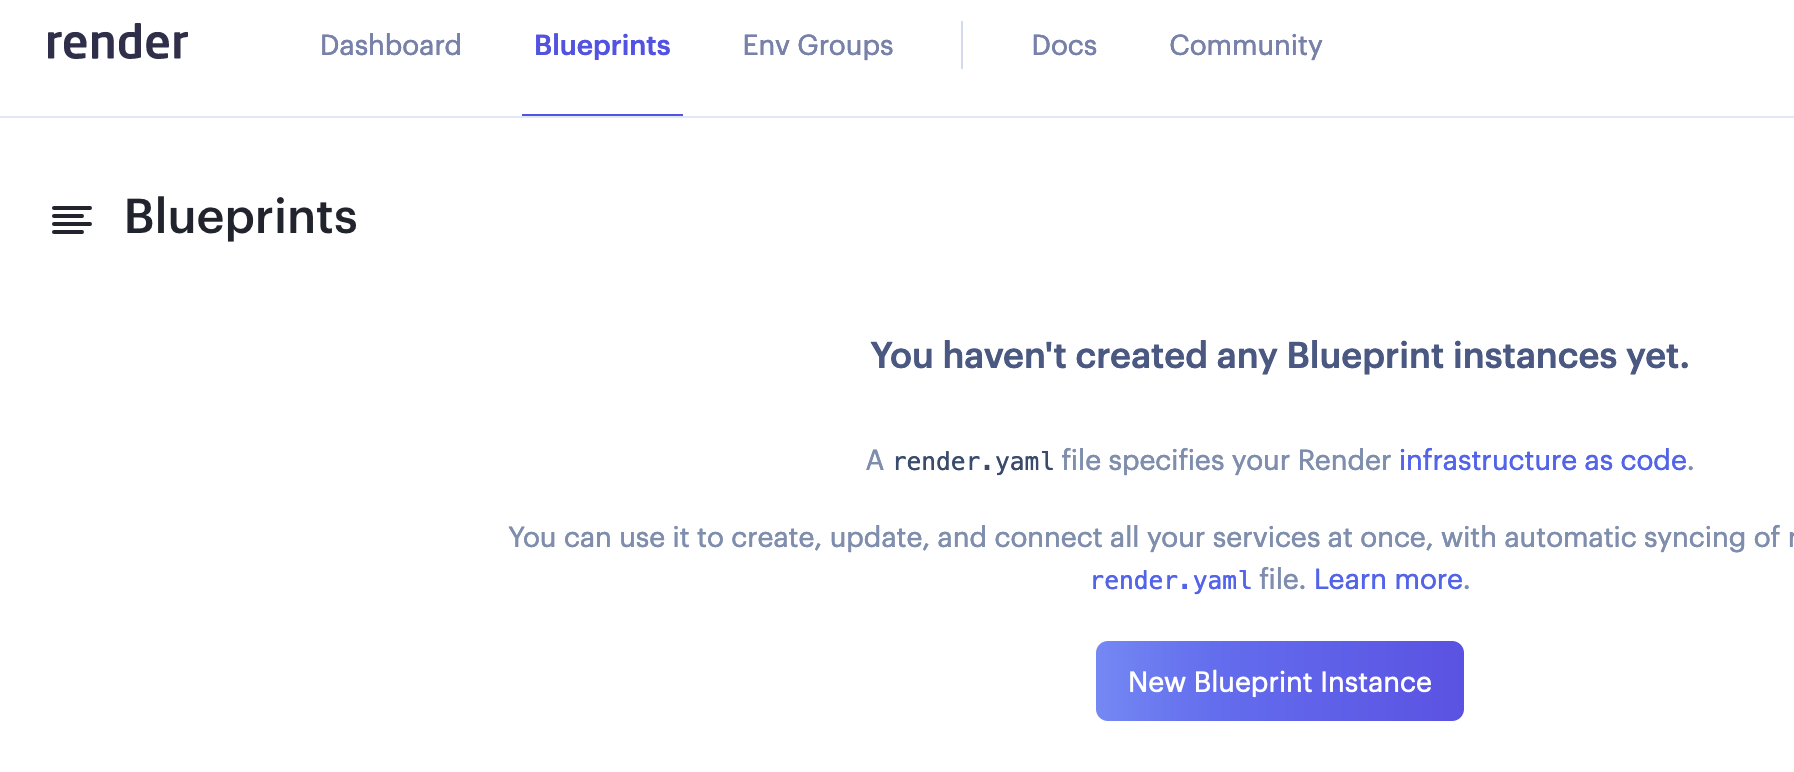 render Dashboard Blueprints Env Groups Docs Community
Blueprints
You haven't created any Blueprint instances yet.
A render.yaml file specifies your Render infrastructure as code.
You can use it to create, update, and connect all your services at once, with automatic syncing of
render.yaml file. Learn more.
New Blueprint Instance